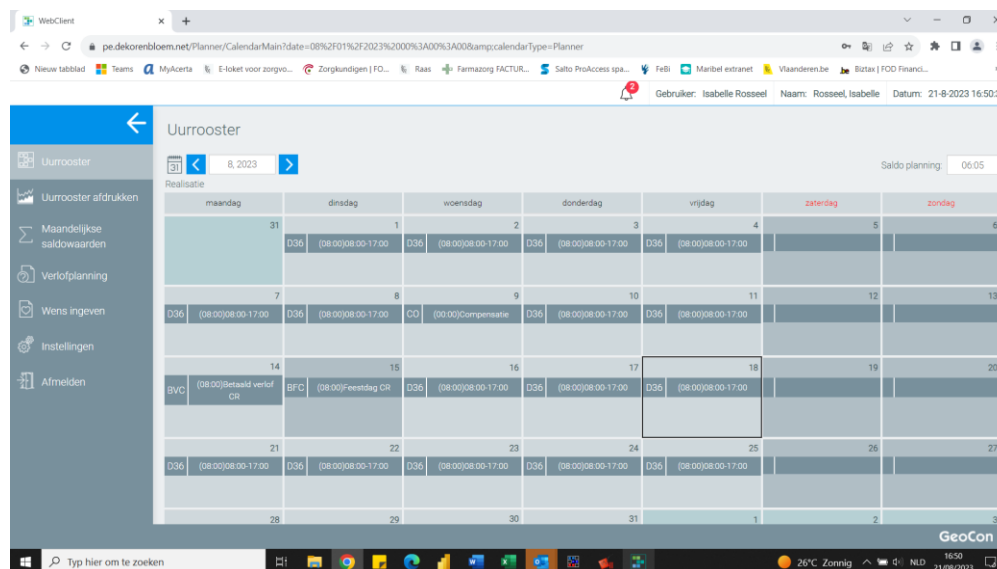 WebClient
pe.dekorenbloem.net/Planner/CalendarMain?date=08%2F01%2F2023%2000%3A00%3A00&amp;calendarType=Planner
Nieuw tabblad Teams MyAcerta E-loket voor zorgvo... Zorgkundigen | FO... Raas Farmazorg FACTUR... Salto ProAccess spa... FeBi Maribel extranet Vlaanderen.be Biztax | FOD Financi...
2 Gebruiker: Isabelle Rosseel Naam: Rosseel, Isabelle Datum: 21-8-2023 16:50:
Uurrooster
Uurrooster
Uurrooster afdrukken
Maandelijkse
saldowaarden
Verlofplanning
Wens ingeven
Instellingen
Afmelden
31 8, 2023 Saldo planning: 06:05
Realisatie
maandag dinsdag woensdag donderdag vrijdag zaterdag zondag
31 1 2 3 4 5 6
D36 (08:00)08:00-17:00 D36 (08:00)08:00-17:00 D36 (08:00)08:00-17:00 D36 (08:00)08:00-17:00
7 8 9 10 11 12 13
D36 (08:00)08:00-17:00 D36 (08:00)08:00-17:00 CO (00:00)Compensatie D36 (08:00)08:00-17:00 D36 (08:00)08:00-17:00
14 15 16 17 18 19 20
BVC (08:00)Betaald verlof CR BFC (08:00)Feestdag CR D36 (08:00)08:00-17:00 D36 (08:00)08:00-17:00 D36 (08:00)08:00-17:00
21 22 23 24 25 26 27
D36 (08:00)08:00-17:00 D36 (08:00)08:00-17:00 D36 (08:00)08:00-17:00 D36 (08:00)08:00-17:00 D36 (08:00)08:00-17:00
28 29 30 31 1 2 3
GeoCon
Typ hier om te zoeken 26°C Zonnig NLD 16:50
21/08/2023